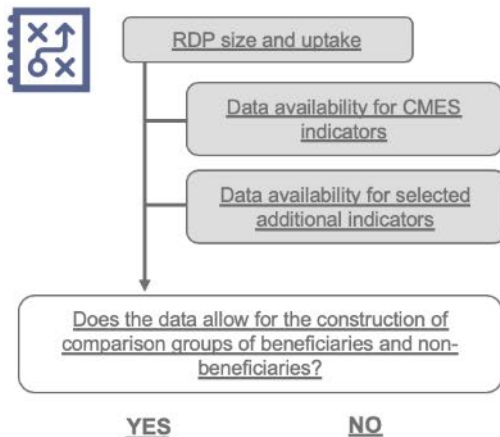 RDP size and uptake
Data availability for CMES
indicators
Data availability for selected
additional indicators
Does the data allow for the construction of
comparison groups of beneficiaries and non-
beneficiaries?
YES
NO